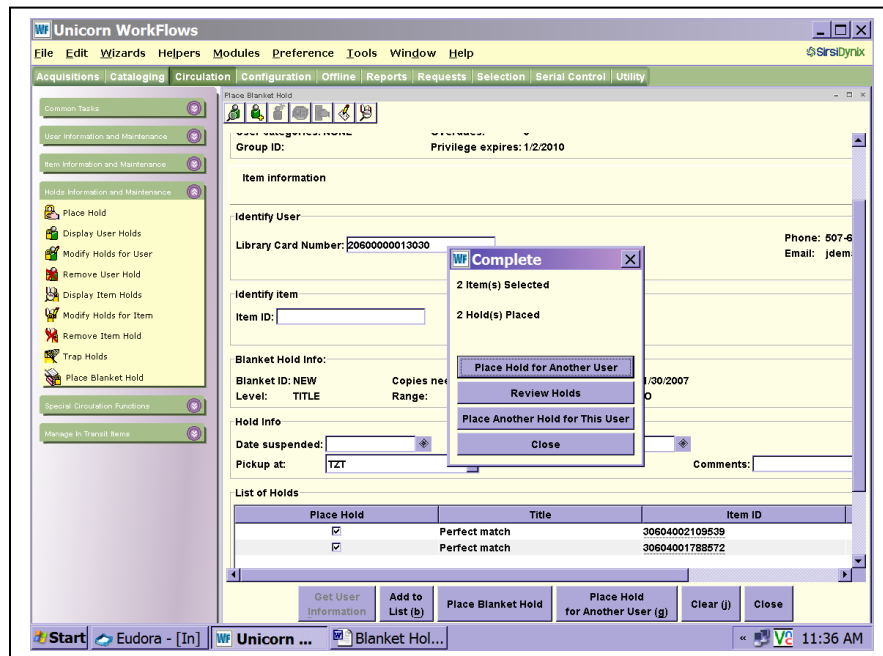 Unicorn WorkFlows
File Edit Wizards Helpers Modules Preference Tools Window Help
SirsiDynix
Acquisitions Cataloging Circulation Configuration Offline Reports Requests Selection Serial Control Utility
Common Tasks
User Information and Maintenance
Item Information and Maintenance
Holds Information and Maintenance
Place Hold
Display User Holds
Modify Holds for User
Remove User Hold
Display Item Holds
Modify Holds for Item
Remove Item Hold
Trap Holds
Place Blanket Hold
Special Circulation Functions
Manage In Transit Items
Place Blanket Hold
Group ID: Privilege expires: 1/2/2010
Item information
Identify User
Library Card Number: 20600000013030
Phone: 507-6
Email: jdem
Identify item
Item ID:
Blanket Hold Info:
Blanket ID: NEW Copies nee 1/30/2007
Level: TITLE Range: O
Hold Info
Date suspended:
Pickup at: TZT Comments:
List of Holds
Place Hold Title Item ID
Perfect match 30604002109539
Perfect match 30604001788572
Complete
2 Item(s) Selected
2 Hold(s) Placed
Place Hold for Another User
Review Holds
Place Another Hold for This User
Close
Get User Information
Add to List (b)
Place Blanket Hold
Place Hold for Another User (g)
Clear (j)
Close
Start Eudora - [In] Unicorn ... Blanket Hol... « 11:36 AM